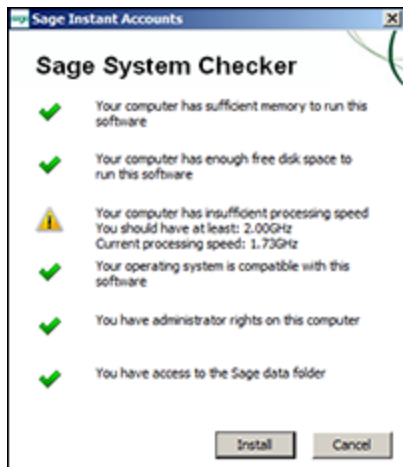 sage Sage Instant Accounts
Sage System Checker
Your computer has sufficient memory to run this
software
Your computer has enough free disk space to
run this software
Your computer has insufficient processing speed
You should have at least: 2.00GHz
Current processing speed: 1.73GHz
Your operating system is compatible with this
software
You have administrator rights on this computer
You have access to the Sage data folder
Install Cancel